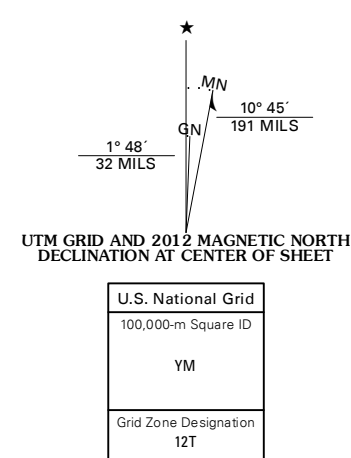 ★
MN
10° 45´
191 MILS
GN
1° 48´
32 MILS
UTM GRID AND 2012 MAGNETIC NORTH
DECLINATION AT CENTER OF SHEET
U.S. National Grid
100,000-m Square ID
YM
Grid Zone Designation
12T